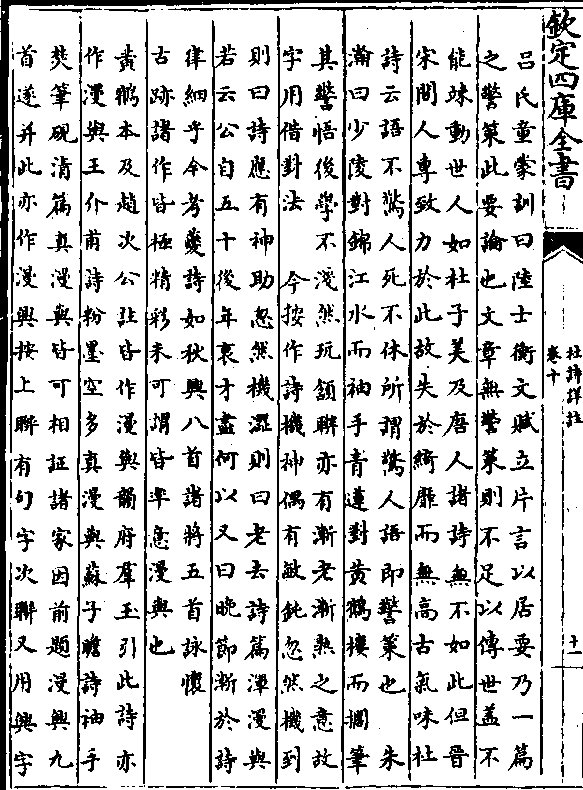 欽定四庫全書
杜詩詳註
卷十
十一
呂氏童蒙訓曰陸士衡文賦立片言以居要乃一篇
之警策此要論也文章無警策則不足以傳世蓋不
能竦動世人如杜子美及唐人諸詩無不如此但晉
宋間人專致力於此故失於綺靡而無高古氣味杜
詩云語不驚人死不休所謂驚人語即警策也　朱
瀚曰少陵對錦江水而袖手青蓮對黃鶴樓而擱筆
其警悟後學不淺然玩頷聯亦有漸老漸熟之意故
字用借對法　今按作詩機神偶有敏鈍忽然機到
則曰詩應有神助忽然機澀則曰老去詩篇渾漫與
若云公自五十後年衰才盡何以又曰晚節漸於詩
律細乎今考夔詩如秋興八首諸將五首詠懷
古跡諸作皆極精彩未可謂皆率意漫與也
黃鶴本及趙次公註皆作漫與韻府羣玉引此詩亦
作漫與王介甫詩粉墨空多真漫與蘇子瞻詩袖手
焚筆硯清篇真漫與皆可相証諸家因前題漫興九
首遂并此亦作漫興按上聯有句字次聯又用興字